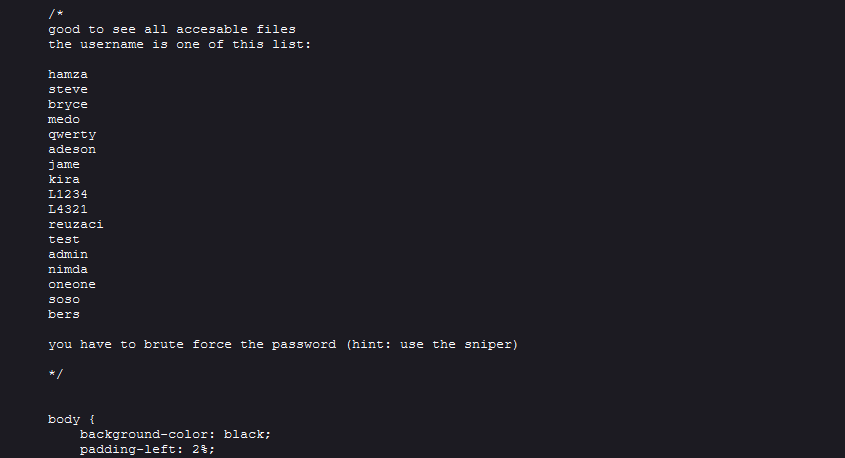 /*
good to see all accesable files
the username is one of this list:
hamza
steve
bryce
medo
qwerty
adeson
jame
kira
L1234
L4321
reuzaci
test
admin
nimda
oneone
soso
bers
you have to brute force the password (hint: use the sniper)
*/
body {
background-color: black;
padding-left: 2%;